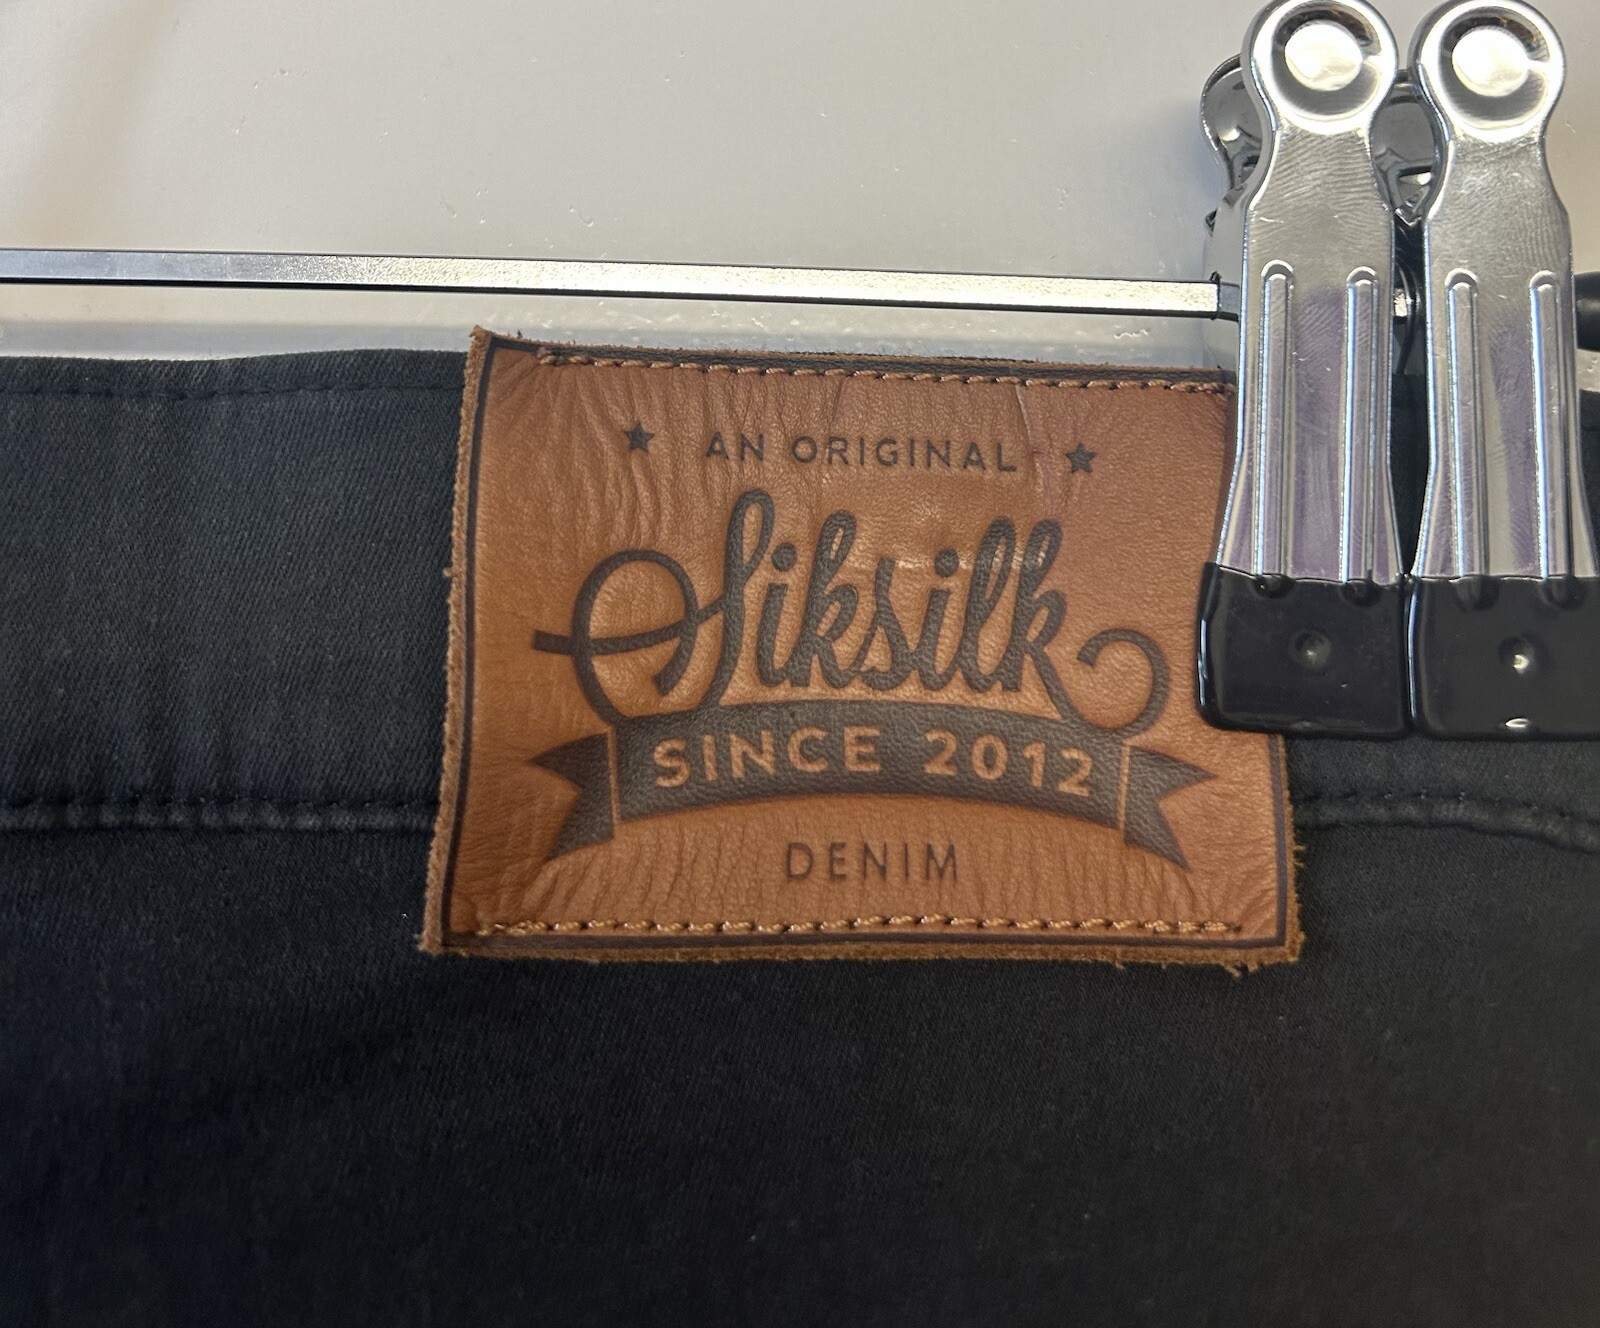 AN ORIGINAL
Siksilk
SINCE 2012
DENIM